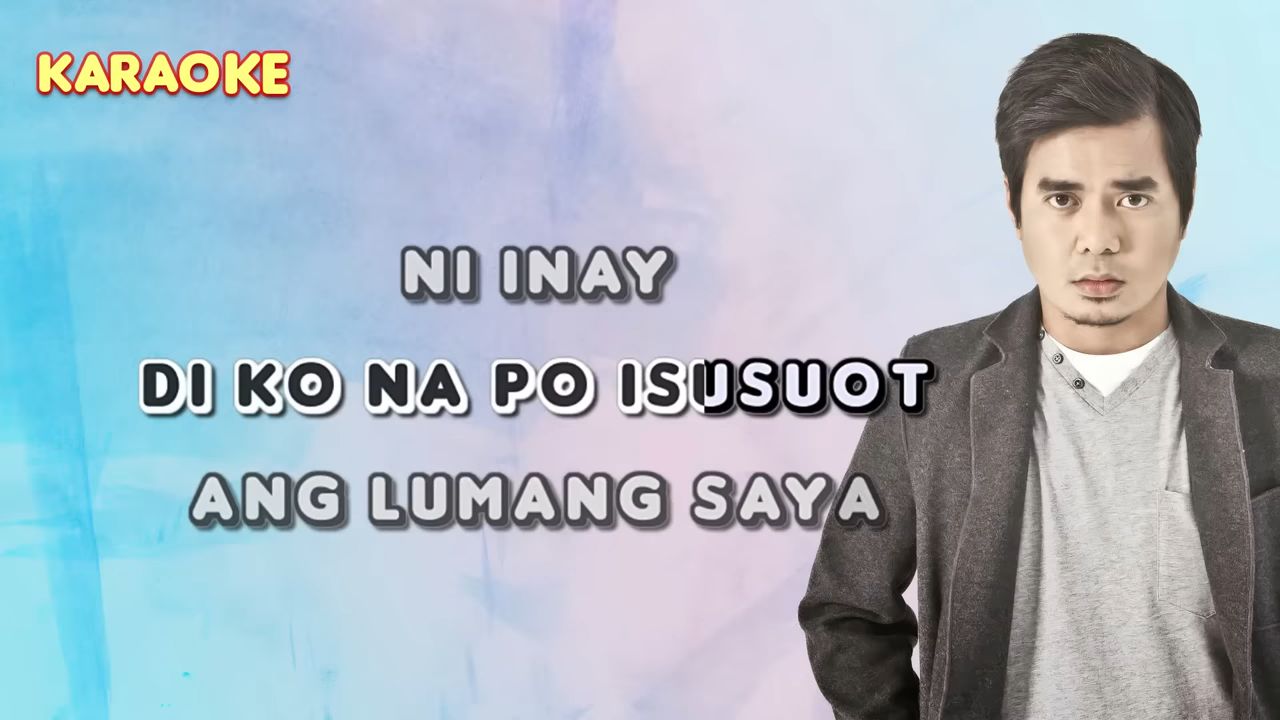 KARAOKE
NI INAY
DI KO NA PO ISUSUOT
ANG LUMANG SAYA